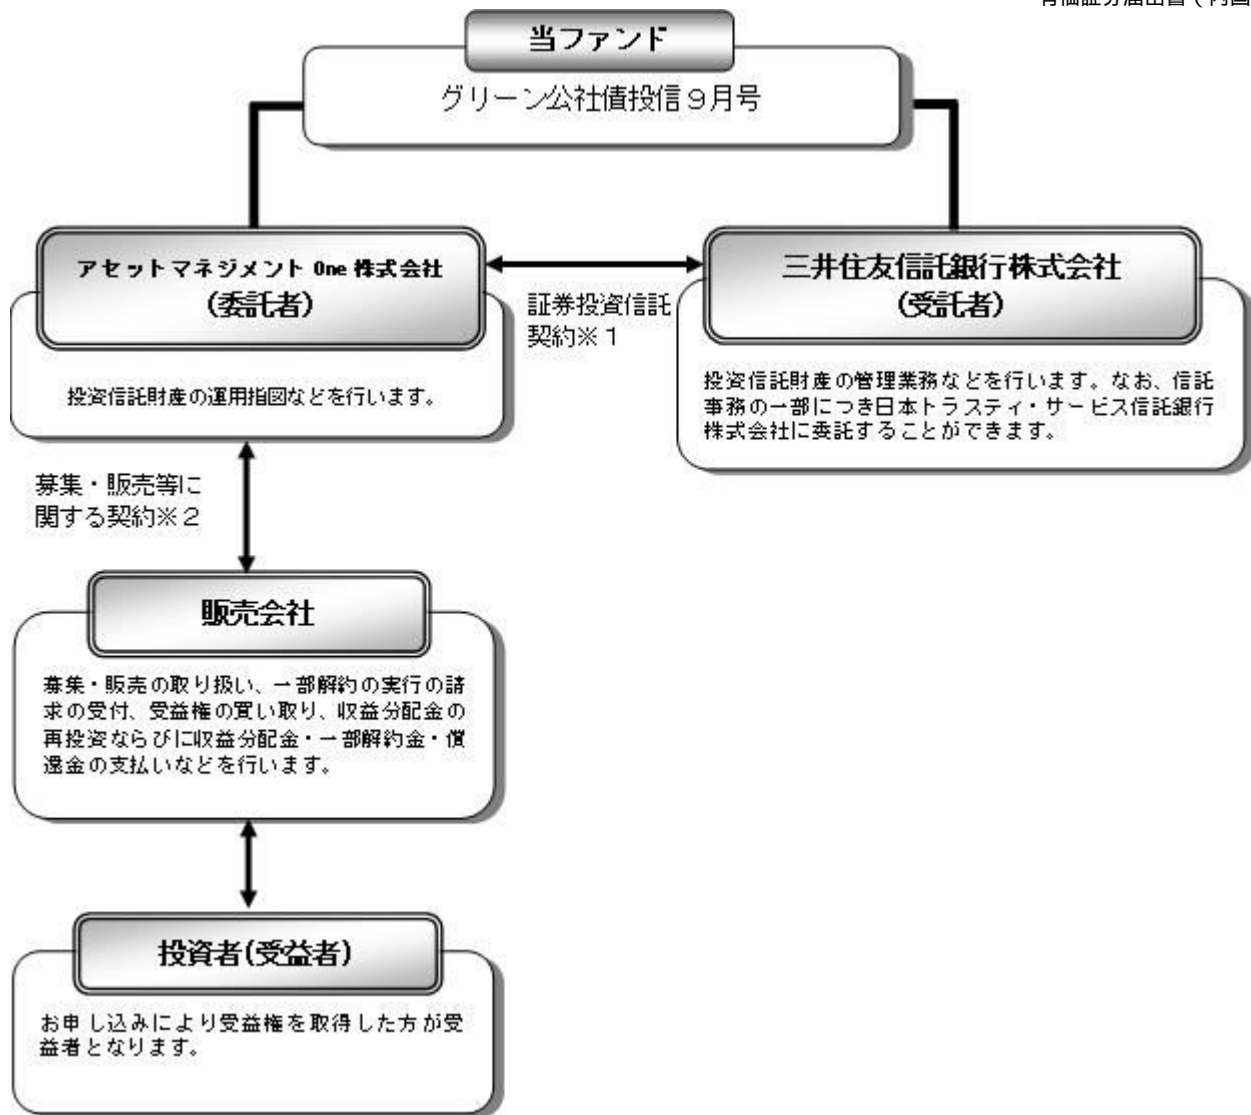 当ファンド
グリーン公社債投信９月号
アセットマネジメント One 株式会社
(委託者)
三井住友信託銀行株式会社
(受託者)
証券投資信託
契約※１
投資信託財産の運用指図などを行います。
投資信託財産の管理業務などを行います。なお、信託
事務の一部につき日本トラスティ・サービス信託銀行
株式会社に委託することができます。
募集・販売等に
関する契約※２
販売会社
募集・販売の取り扱い、一部解約の実行の請
求の受付、受益権の買い取り、収益分配金の
再投資ならびに収益分配金・一部解約金・償
還金の支払いなどを行います。
投資者(受益者)
お申し込みにより受益権を取得した方が受
益者となります。